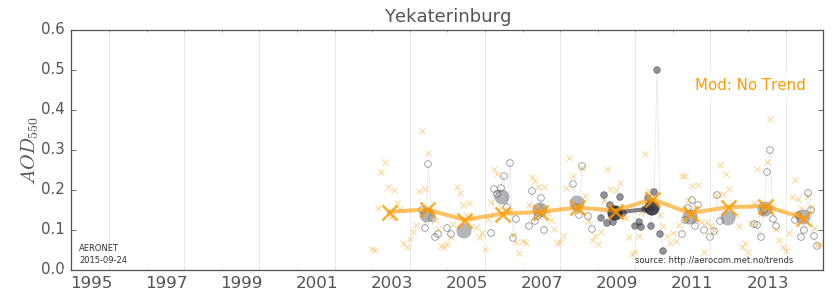 Yekaterinburg
0.6
0.5
0.4
0.3
0.2
0.1
0.0
AOD550
Mod: No Trend
AERONET
2015-09-24
source: http://aerocom.met.no/trends
1995 1997 1999 2001 2003 2005 2007 2009 2011 2013